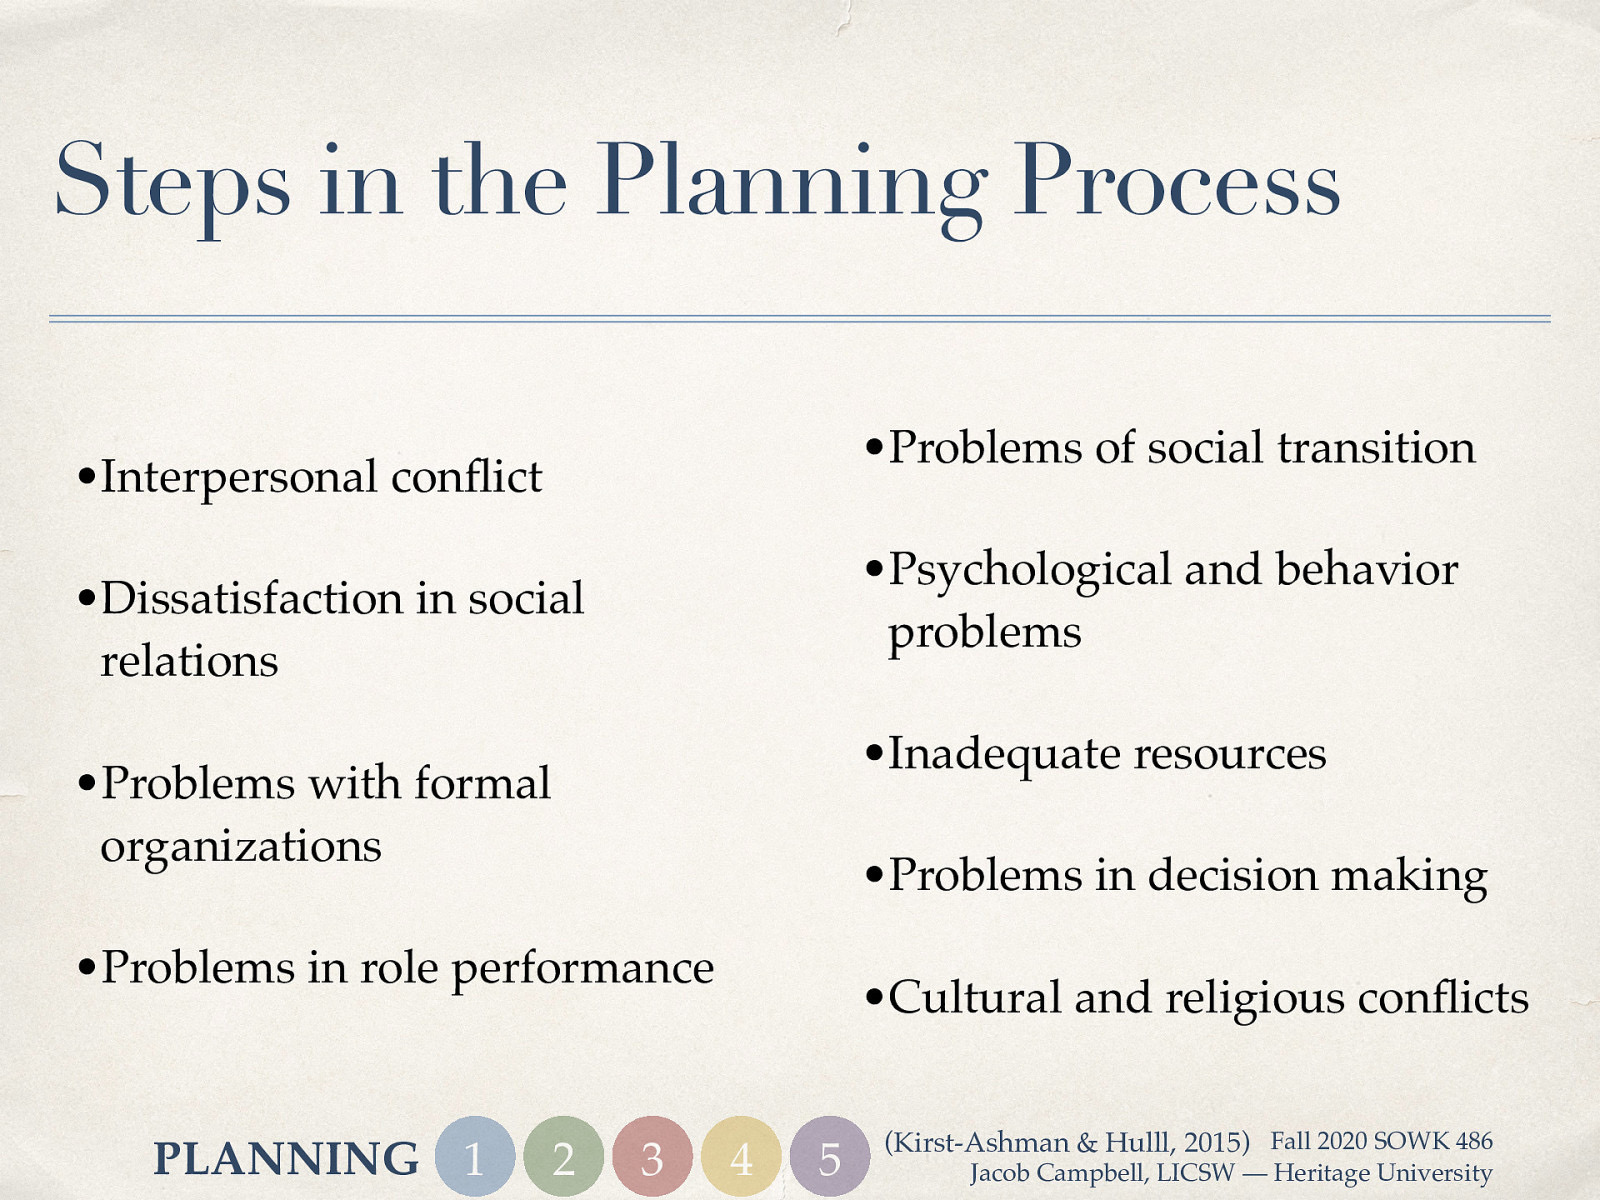 Steps in the Planning Process
•Interpersonal conflict
•Dissatisfaction in social
relations
•Problems with formal
organizations
•Problems in role performance
•Problems of social transition
•Psychological and behavior
problems
•Inadequate resources
•Problems in decision making
•Cultural and religious conflicts
PLANNING 1 2 3 4 5
(Kirst-Ashman & Hulll, 2015) Fall 2020 SOWK 486
Jacob Campbell, LICSW — Heritage University